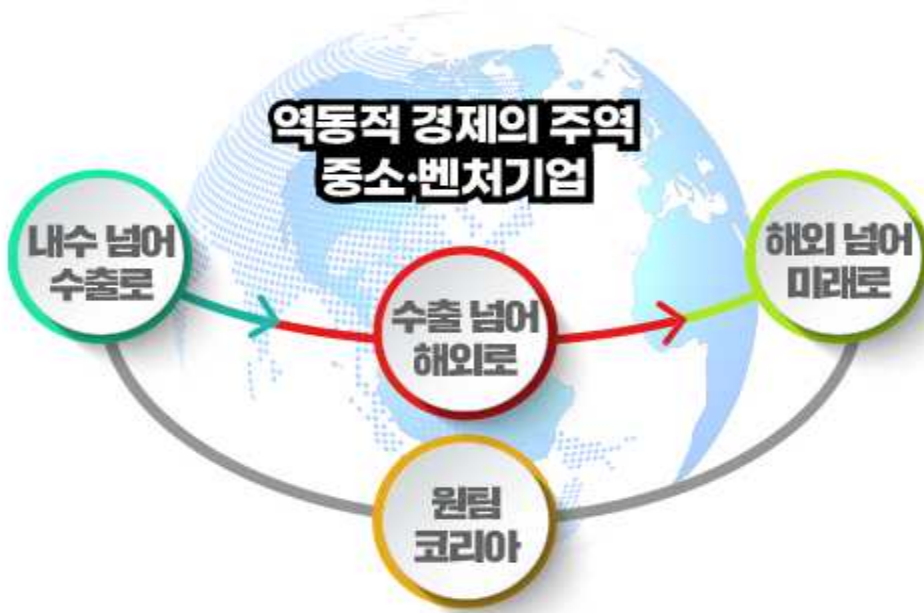 역동적 경제의 주역
중소·벤처기업
내수 넘어
수출로
수출 넘어
해외로
해외 넘어
미래로
원팀
코리아